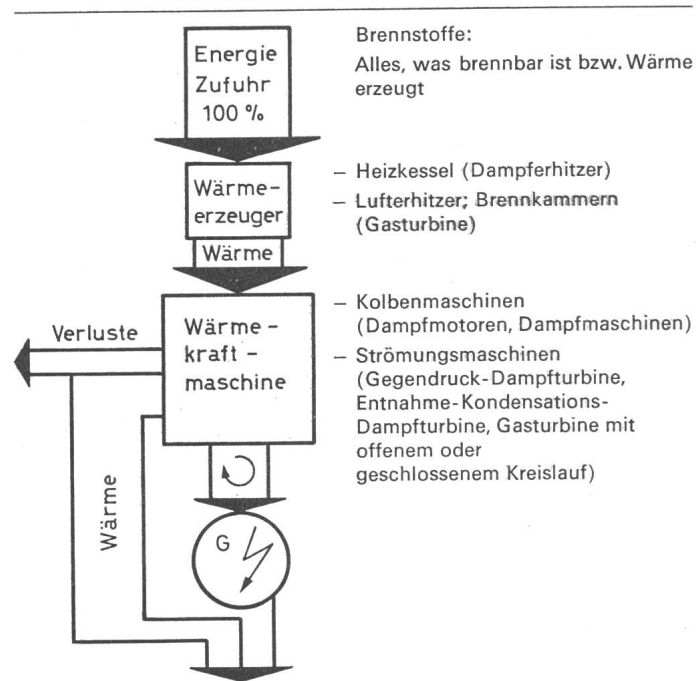 Energie
Zufuhr
100 %
Brennstoffe:
Alles, was brennbar ist bzw. Wärme
erzeugt
Wärme-
erzeuger
– Heizkessel (Dampferhitzer)
– Lufterhitzer; Brennkammern
(Gasturbine)
Wärme
Verluste
Wärme -
kraft -
maschine
– Kolbenmaschinen
(Dampfmotoren, Dampfmaschinen)
– Strömungsmaschinen
(Gegendruck-Dampfturbine,
Entnahme-Kondensations-
Dampfturbine, Gasturbine mit
offenem oder
geschlossenem Kreislauf)
Wärme
G